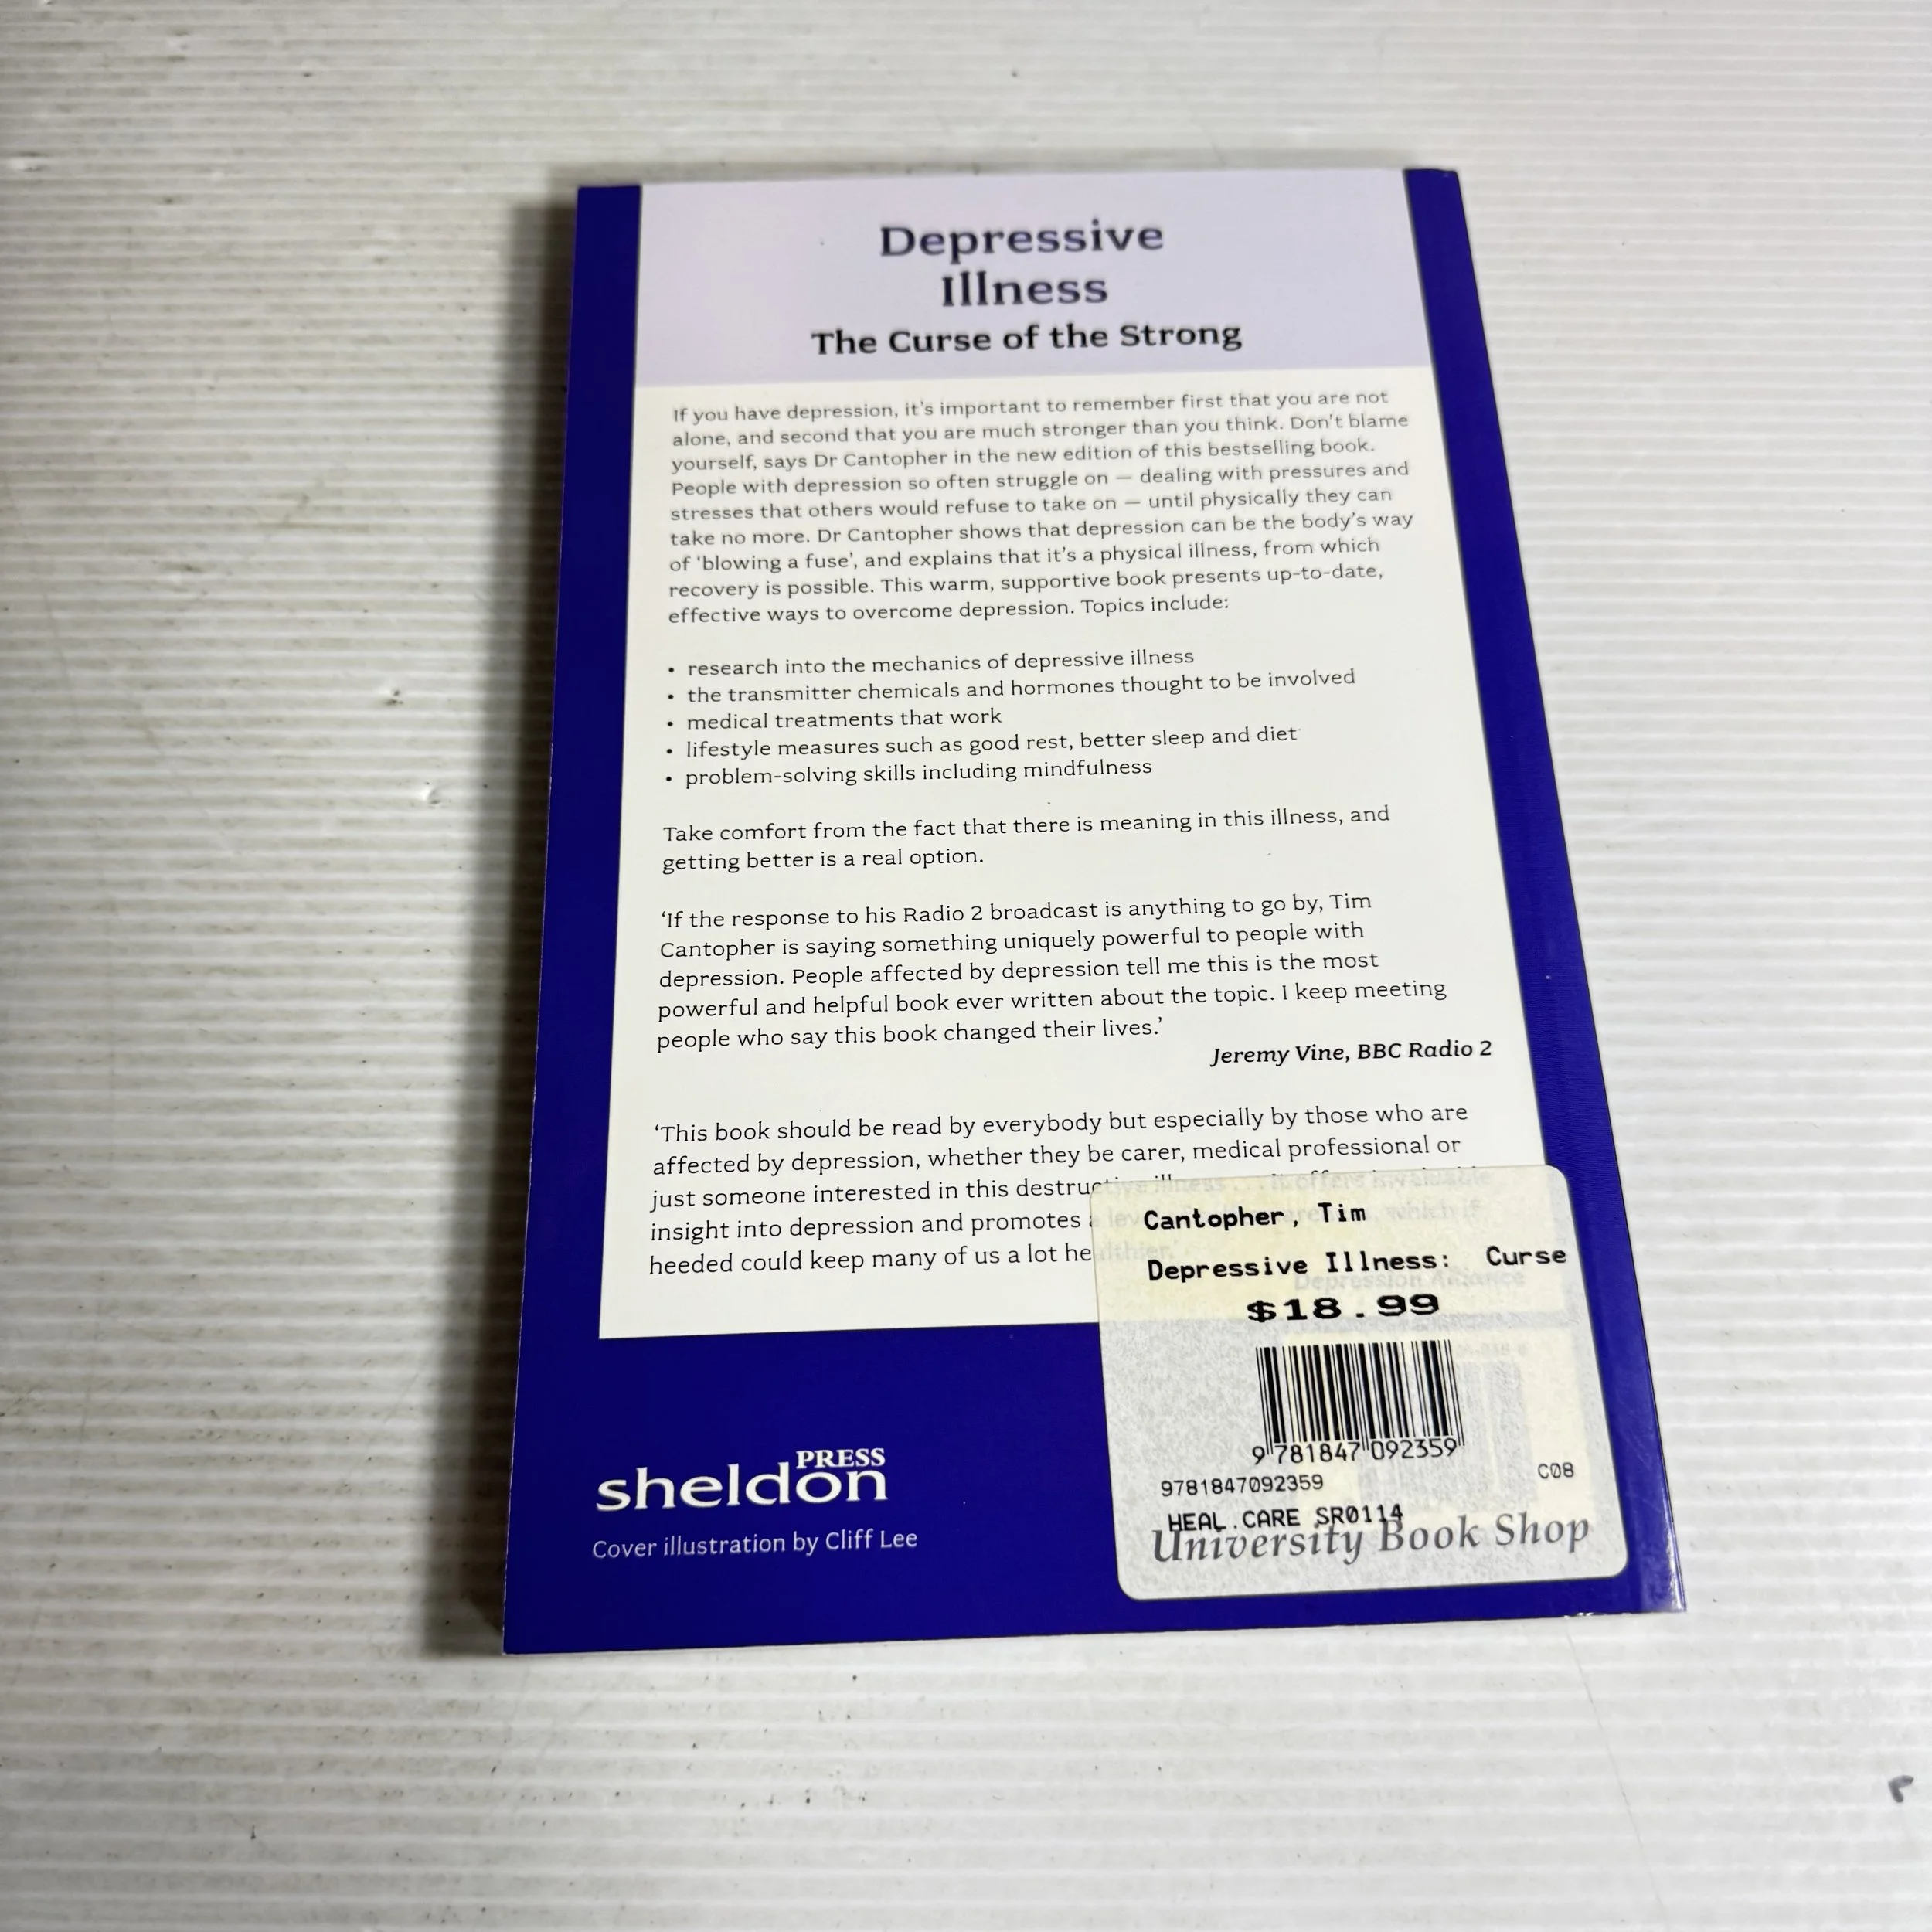 Depressive
Illness
The Curse of the Strong
If you have depression, it's important to remember first that you are not
alone, and second that you are much stronger than you think. Don't blame
yourself, says Dr Cantopher in the new edition of this bestselling book.
People with depression so often struggle on — dealing with pressures and
stresses that others would refuse to take on — until physically they can
take no more. Dr Cantopher shows that depression can be the body's way
of 'blowing a fuse', and explains that it's a physical illness, from which
recovery is possible. This warm, supportive book presents up-to-date,
effective ways to overcome depression. Topics include:
• research into the mechanics of depressive illness
• the transmitter chemicals and hormones thought to be involved
• medical treatments that work
• lifestyle measures such as good rest, better sleep and diet
• problem-solving skills including mindfulness
Take comfort from the fact that there is meaning in this illness, and
getting better is a real option.
'If the response to his Radio 2 broadcast is anything to go by, Tim
Cantopher is saying something uniquely powerful to people with
depression. People affected by depression tell me this is the most
powerful and helpful book ever written about the topic. I keep meeting
people who say this book changed their lives.'
Jeremy Vine, BBC Radio 2
'This book should be read by everybody but especially by those who are
affected by depression, whether they be carer, medical professional or
just someone interested in this destructive illness . . . It offers invaluable
insight into depression and promotes a which if
heeded could keep many of us a lot healthier.'
Depression Alliance
Cantopher, Tim
Depressive Illness: Curse
$18.99
9 781847 092359
9781847092359
C08
HEAL.CARE SR0114
University Book Shop
sheldon
PRESS
Cover illustration by Cliff Lee